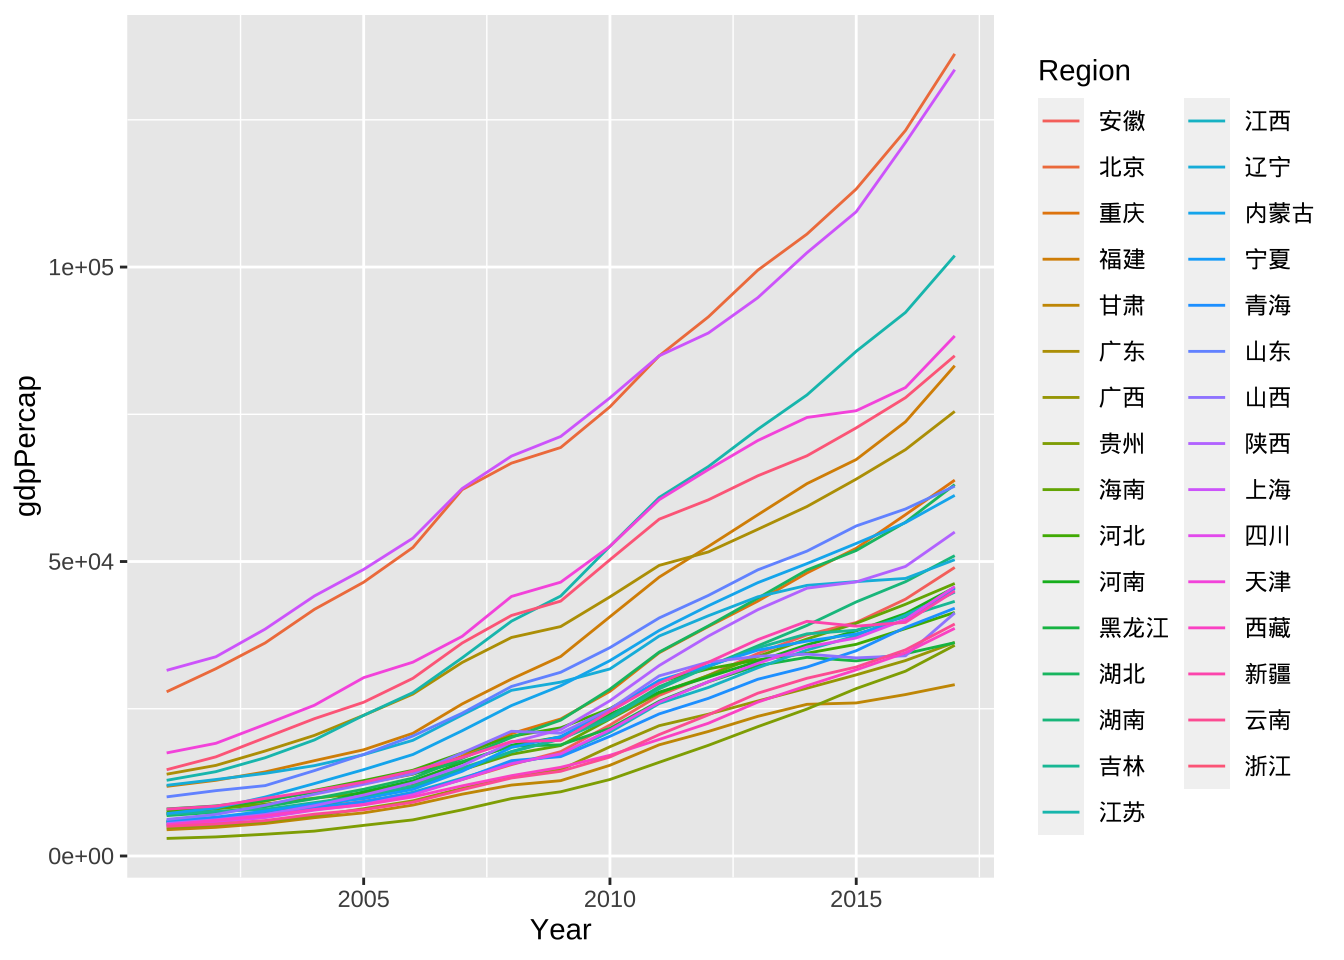 gdpPercap
1e+05
5e+04
0e+00
2005
2010
2015
Year
Region
安徽
北京
重庆
福建
甘肃
广东
广西
贵州
海南
河北
河南
黑龙江
湖北
湖南
吉林
江苏
江西
辽宁
内蒙古
宁夏
青海
山东
山西
陕西
上海
四川
天津
西藏
新疆
云南
浙江